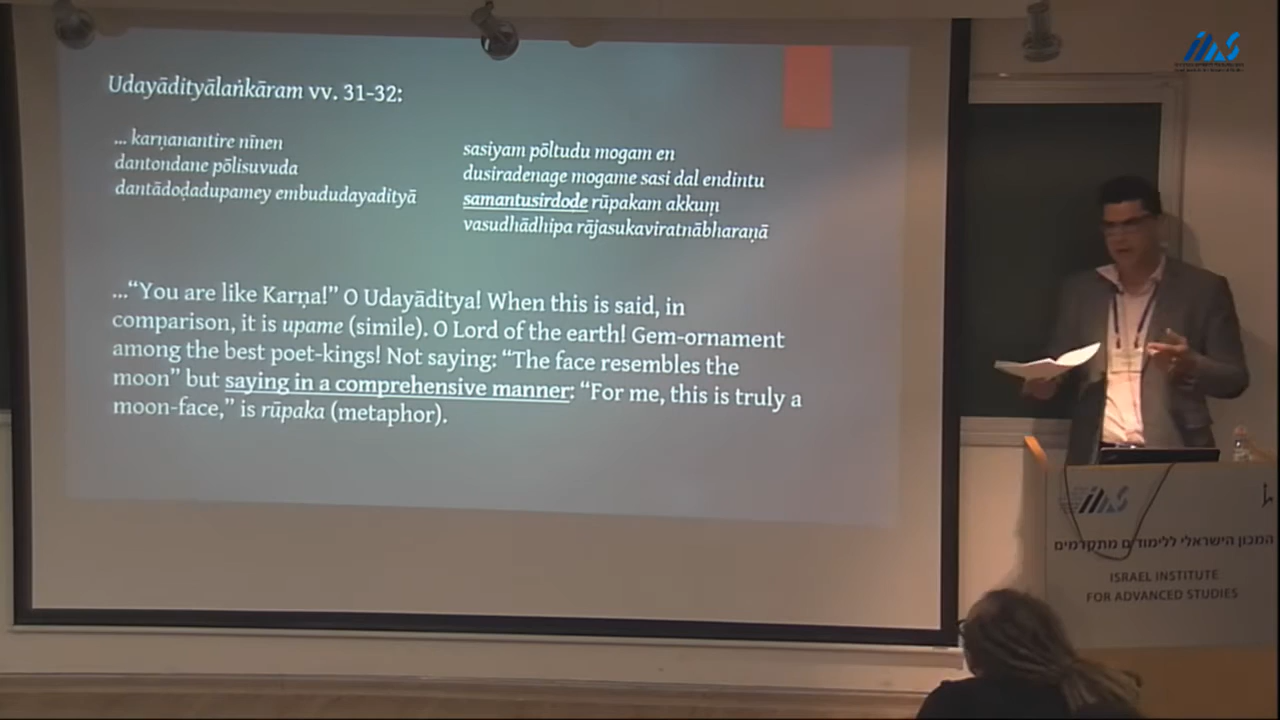 Udayādityālaṅkāram vv. 31-32:
... karṇanantire nīnen
dantondane pōlisuvuda
dantādoḍadupamey embududayadityā
sasiyam pōltudu mogam en
dusiradenage mogame sasi dal endintu
samantusirdoḍe rūpakam akkuṃ
vasudhādhipa rājasukaviratnābharaṇā
..."You are like Karṇa!" O Udayāditya! When this is said, in
comparison, it is upame (simile). O Lord of the earth! Gem-ornament
among the best poet-kings! Not saying: "The face resembles the
moon" but saying in a comprehensive manner: "For me, this is truly a
moon-face," is rūpaka (metaphor).
המכון הישראלי ללימודים מתקדמים
ISRAEL INSTITUTE
FOR ADVANCED STUDIES